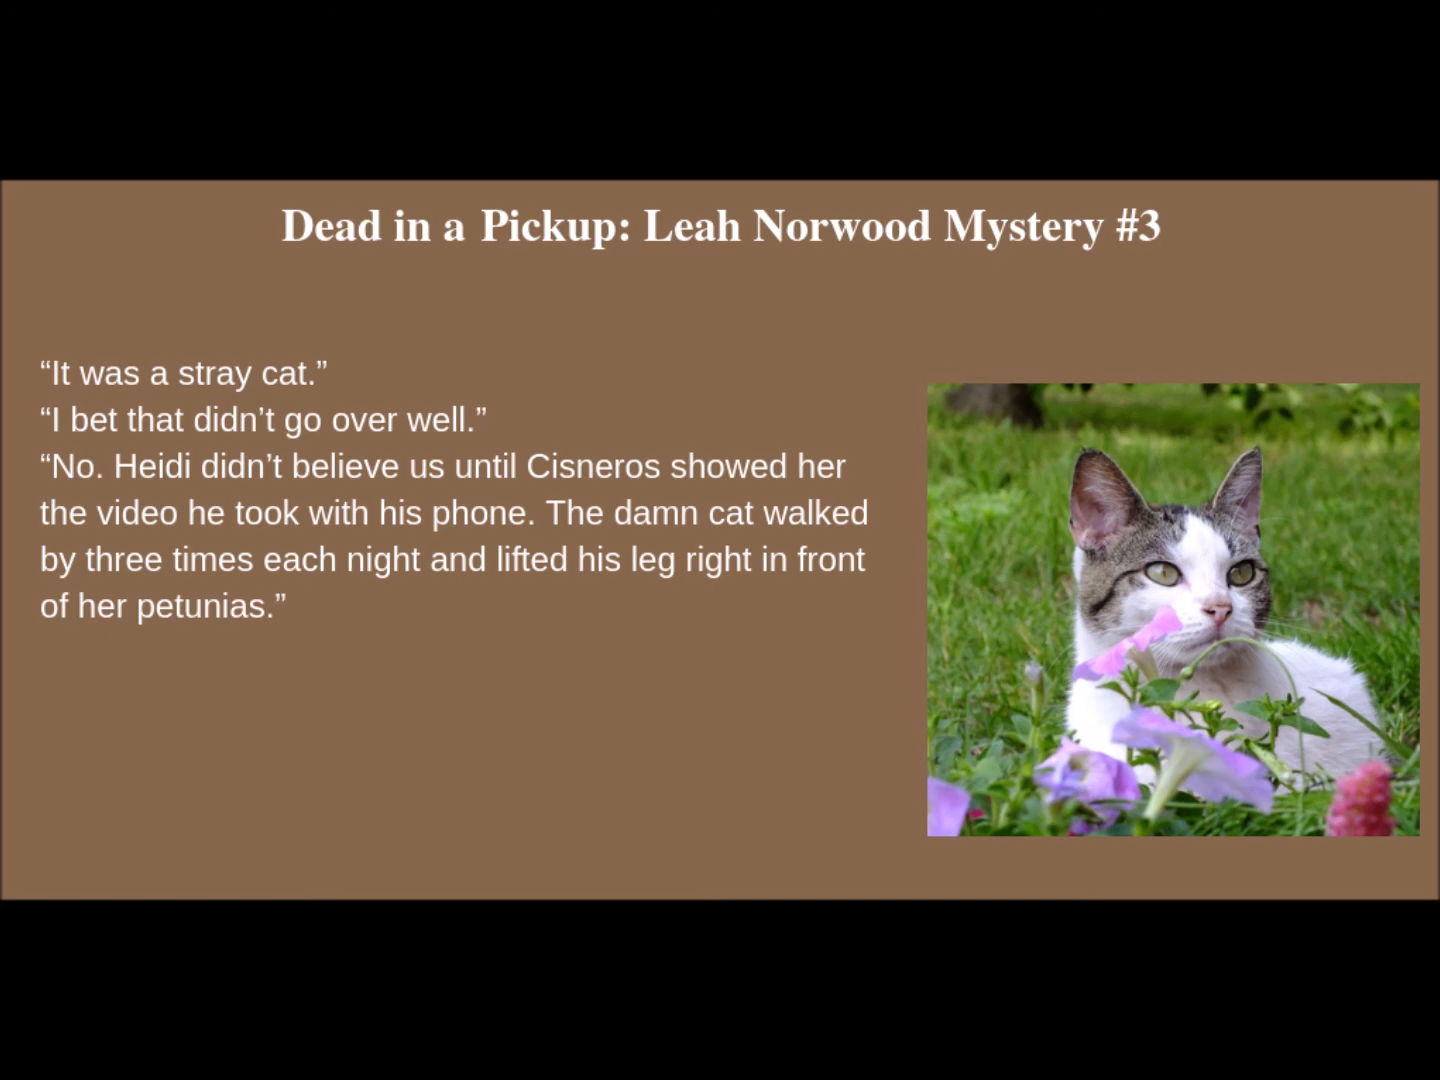 Dead in a Pickup: Leah Norwood Mystery #3
“It was a stray cat.”
“I bet that didn’t go over well.”
“No. Heidi didn’t believe us until Cisneros showed her
the video he took with his phone. The damn cat walked
by three times each night and lifted his leg right in front
of her petunias.”